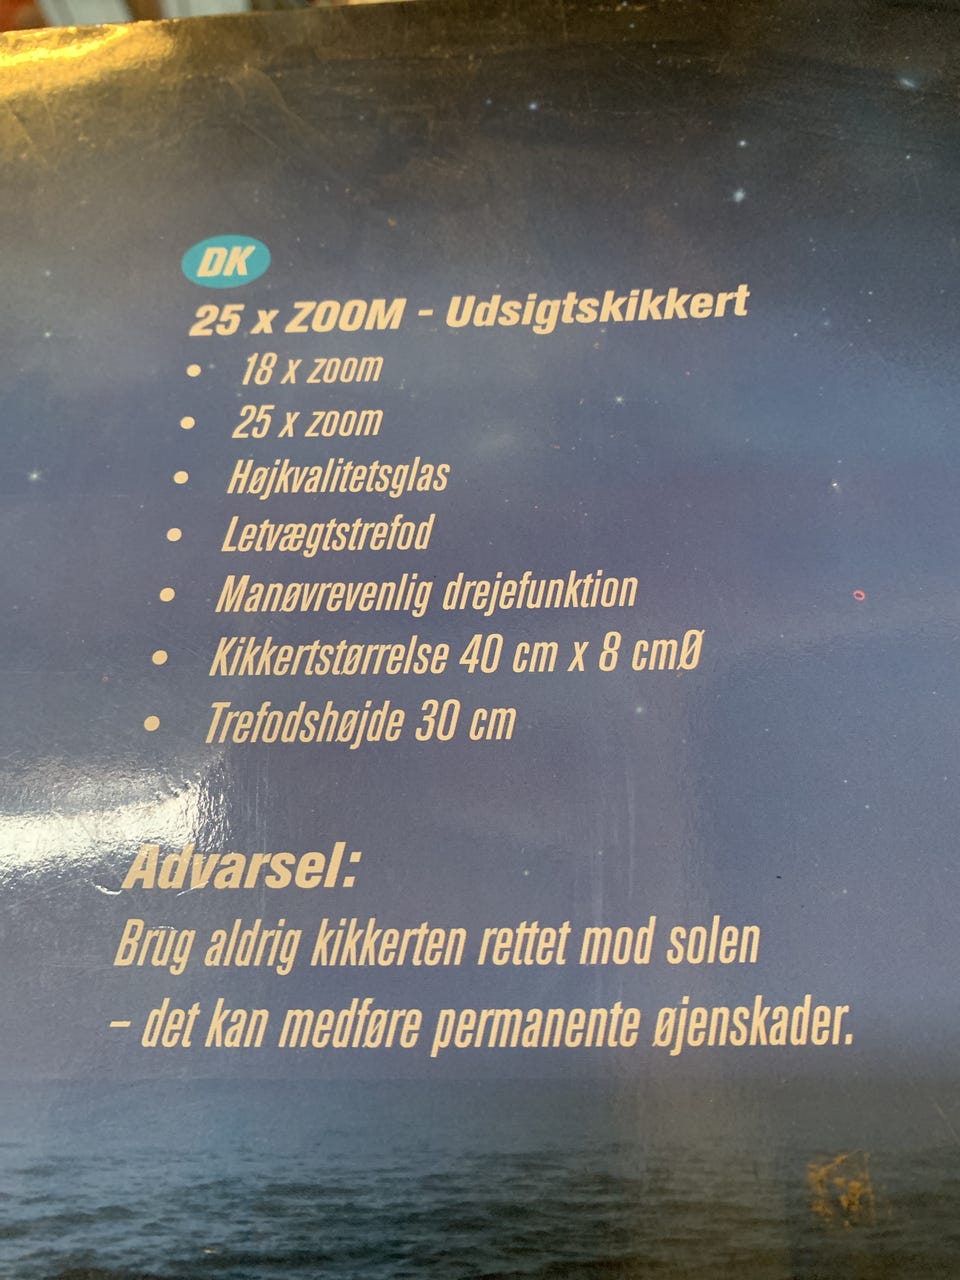 DK
25 x ZOOM - Udsigtskikkert
• 18 x zoom
• 25 x zoom
• Højkvalitetsglas
• Letvægtstrefod
• Manøvrevenlig drejefunktion
• Kikkertstørrelse 40 cm x 8 cmØ
• Trefodshøjde 30 cm
Advarsel:
Brug aldrig kikkerten rettet mod solen
– det kan medføre permanente øjenskader.